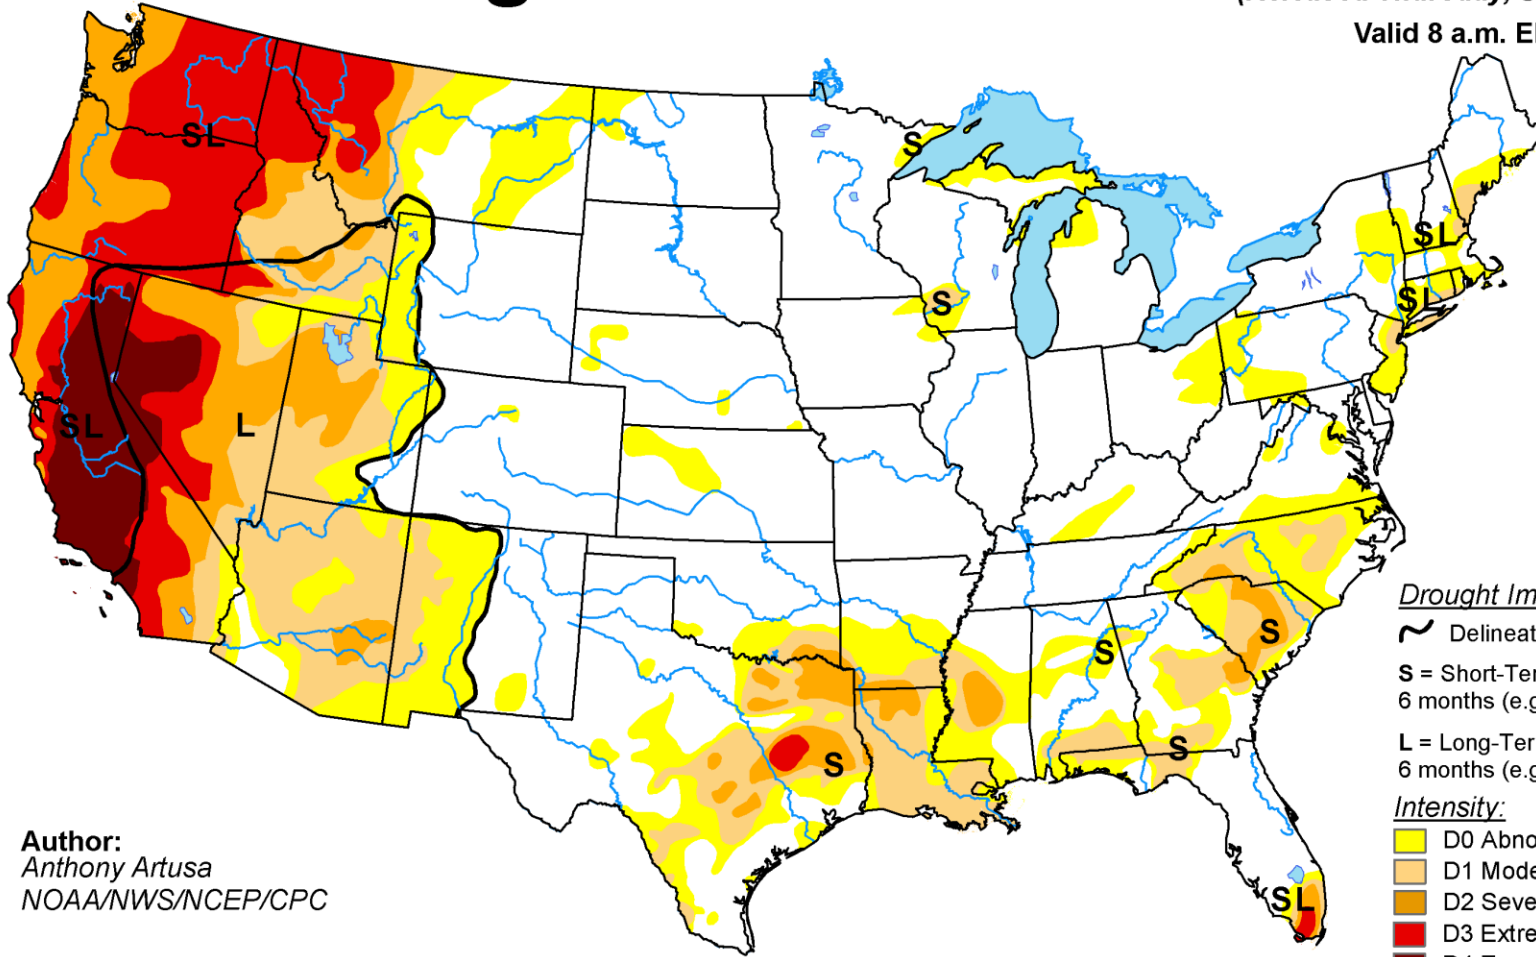 Valid 8 a.m.
SL
S
SL
S
SL
SL
L
S
S
S
S
SL
Drought
Delineat
S = Short-Ter
6 months (e.g
L = Long-Ter
6 months (e.g
Intensity:
D0 Abno
D1 Mode
D2 Seve
D3 Extre
Author:
Anthony Artusa
NOAA/NWS/NCEP/CPC